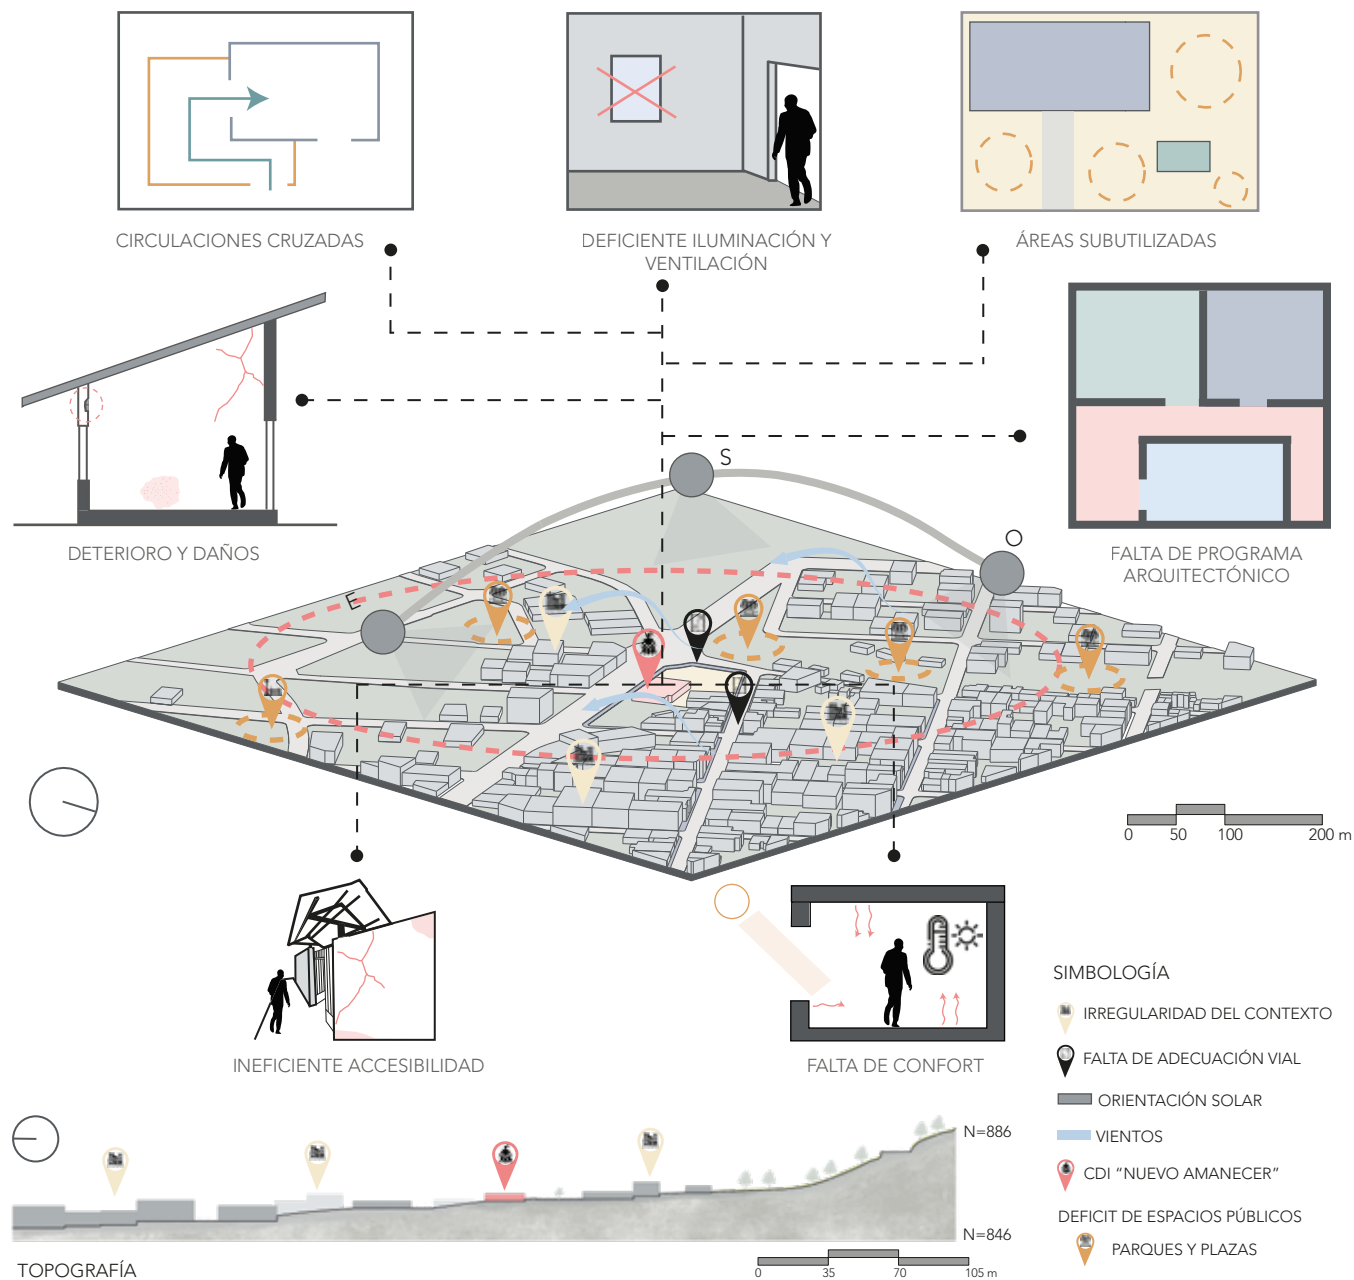 CIRCULACIONES CRUZADAS
DEFICIENTE ILUMINACIÓN Y
VENTILACIÓN
ÁREAS SUBUTILIZADAS
DETERIORO Y DAÑOS
FALTA DE PROGRAMA
ARQUITECTÓNICO
S
O
E
0 50 100 200 m
INEFICIENTE ACCESIBILIDAD
FALTA DE CONFORT
SIMBOLOGÍA
IRREGULARIDAD DEL CONTEXTO
FALTA DE ADECUACIÓN VIAL
ORIENTACIÓN SOLAR
VIENTOS
CDI “NUEVO AMANECER”
DEFICIT DE ESPACIOS PÚBLICOS
PARQUES Y PLAZAS
N=886
N=846
TOPOGRAFÍA
0 35 70 105 m